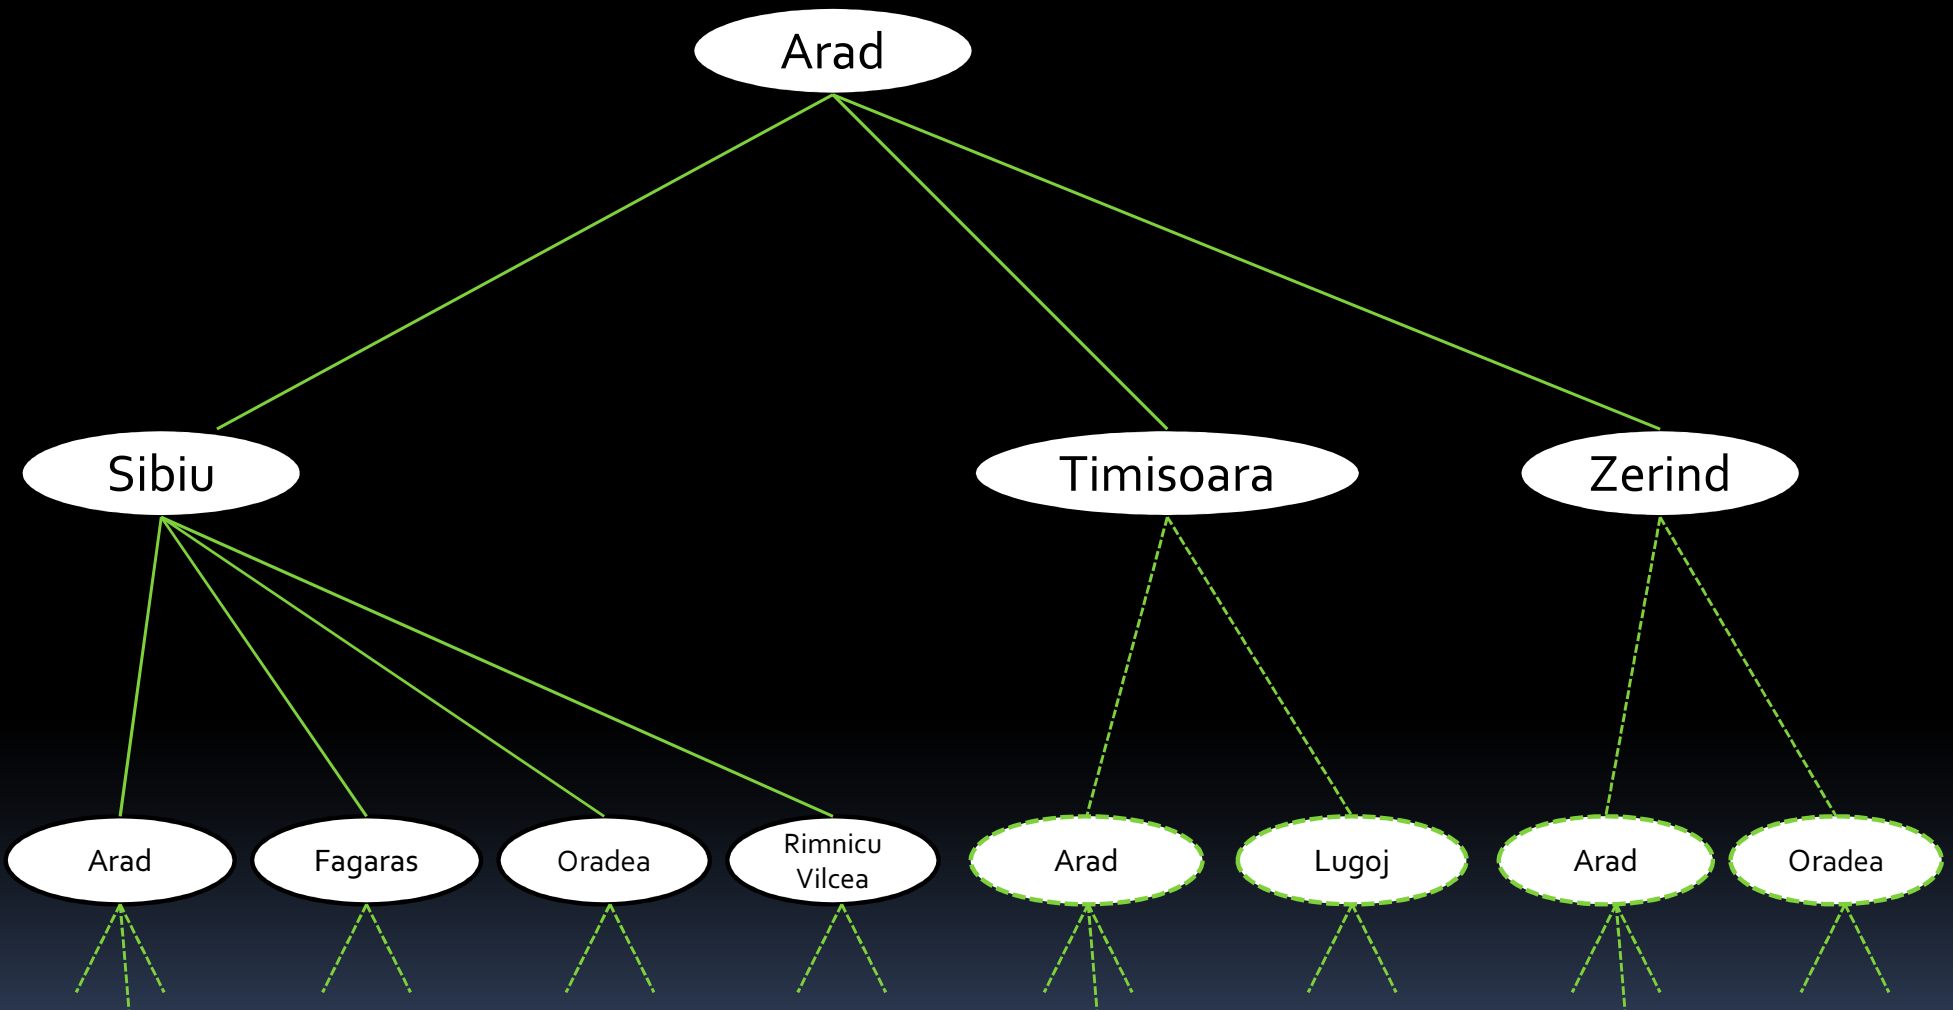 Arad
Sibiu
Timisoara
Zerind
Arad
Fagaras
Oradea
Rimnicu
Vilcea
Arad
Lugoj
Arad
Oradea